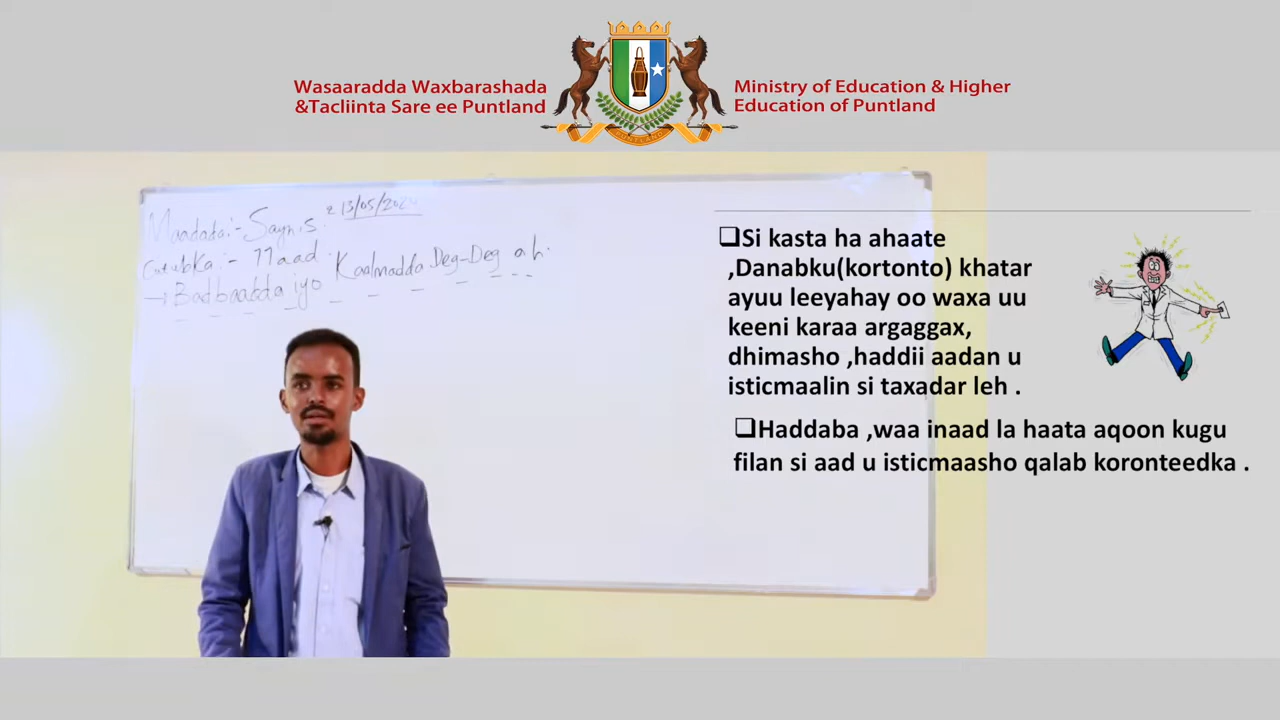 Wasaaradda Waxbarashada
&Tacliinta Sare ee Puntland
Ministry of Education & Higher
Education of Puntland
Maadada:- Saynis
13/05/202
Cutubka:- 11aad
→ Badbaadda iyo Kaalmadda Deg-Deg ah.
❑Si kasta ha ahaate
,Danabku(kortonto) khatar
ayuu leeyahay oo waxa uu
keeni karaa argaggax,
dhimasho ,haddii aadan u
isticmaalin si taxadar leh .
❑Haddaba ,waa inaad la haata aqoon kugu
filan si aad u isticmaasho qalab koronteedka .